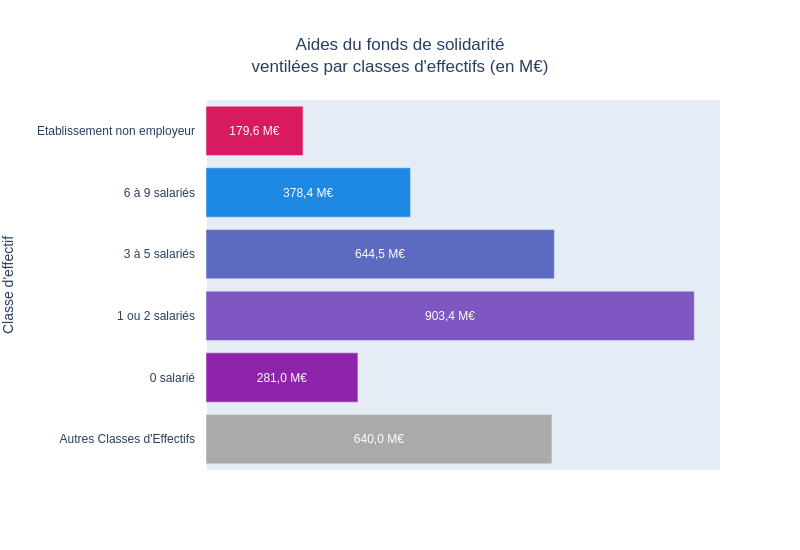 Aides du fonds de solidarité
ventilées par classes d'effectifs (en M€)
Classe d'effectif
Etablissement non employeur
179,6 M€
6 à 9 salariés
378,4 M€
3 à 5 salariés
644,5 M€
1 ou 2 salariés
903,4 M€
0 salarié
281,0 M€
Autres Classes d'Effectifs
640,0 M€